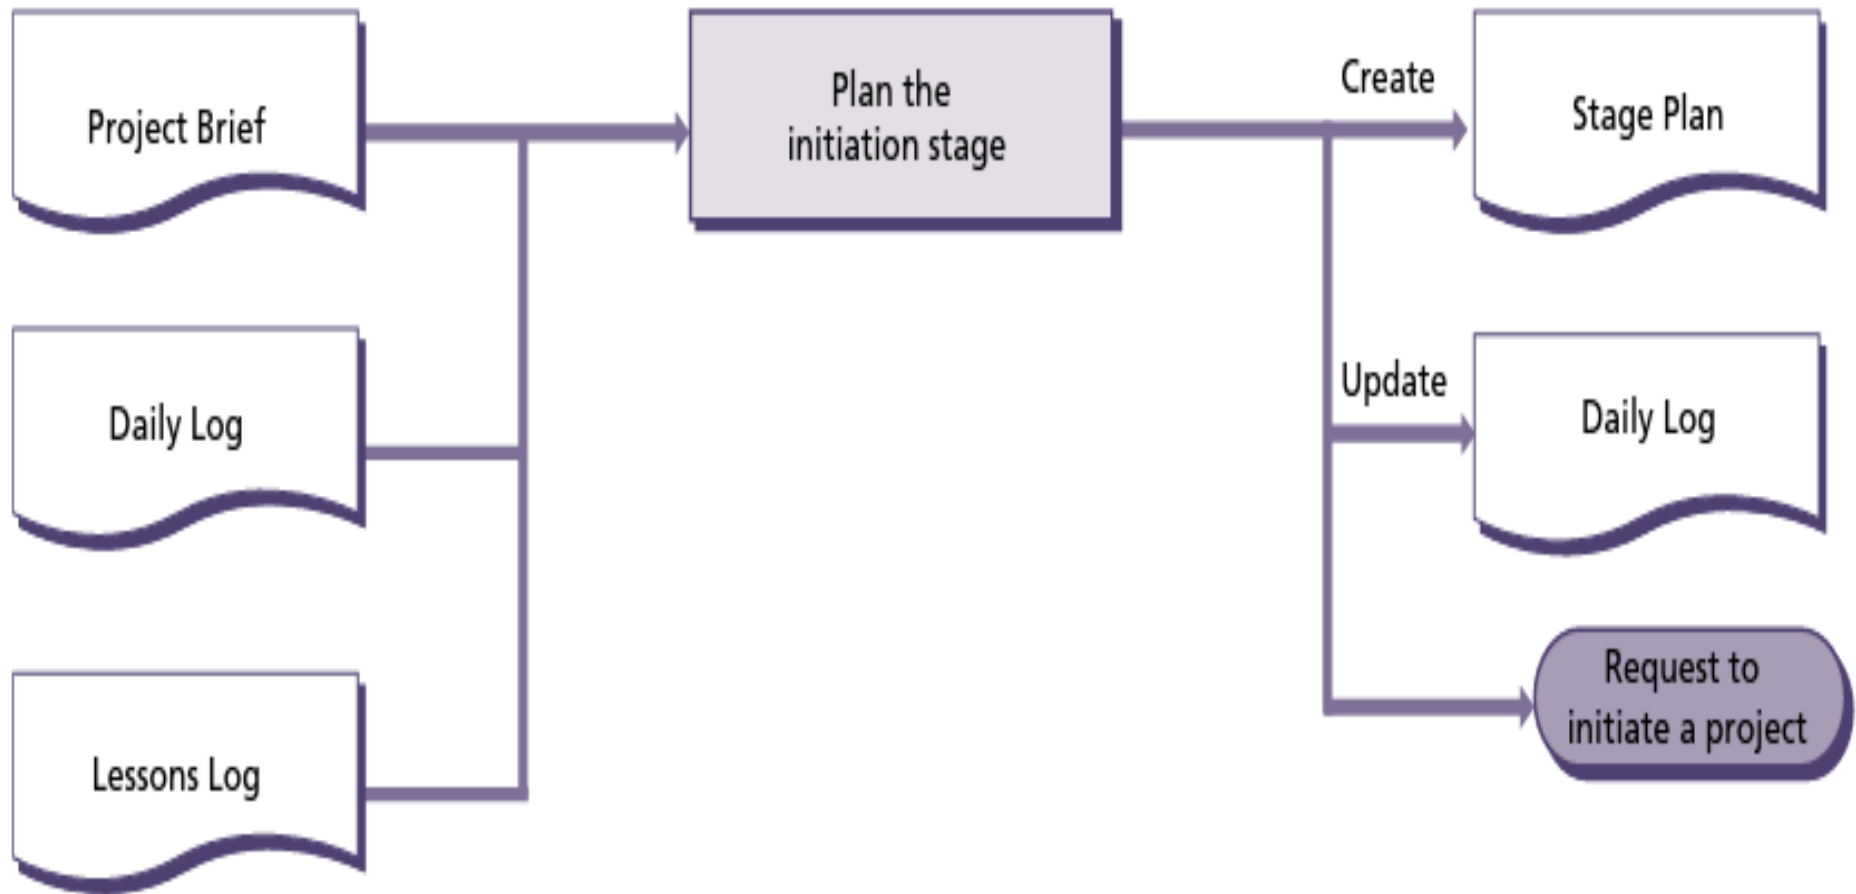 Project Brief
Plan the
initiation stage
Create
Stage Plan
Daily Log
Update
Daily Log
Lessons Log
Request to
initiate a project